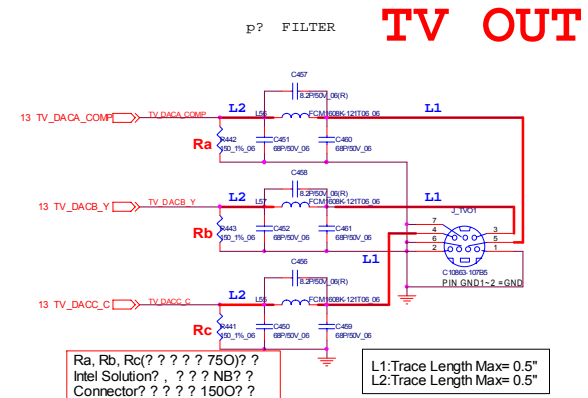 p? FILTER
TV OUT
C457
8.2P/50V_06(R)
13 TV_DACA_COMP
TV_DACA_COMP
L2
L56
FCM1608K-121T06_06
L1
Ra
R442
150_1%_06
C451
68P/50V_06
C460
68P/50V_06
C458
8.2P/50V_06(R)
13 TV_DACB_Y
TV_DACB_Y
L2
L57
FCM1608K-121T06_06
L1
J_TVO1
Rb
R443
150_1%_06
C452
68P/50V_06
C461
68P/50V_06
L1
7
4
6
2
3
5
1
C10863-107B5
PIN GND1~2 =GND
C456
8.2P/50V_06(R)
13 TV_DACC_C
TV_DACC_C
L2
L55
FCM1608K-121T06_06
Rc
R441
150_1%_06
C450
68P/50V_06
C459
68P/50V_06
Ra, Rb, Rc(? ? ? ? ? 75O)? ?
Intel Solution? , ? ? ? NB? ?
Connector? ? ? ? ? 150O? ?
L1:Trace Length Max= 0.5"
L2:Trace Length Max= 0.5"